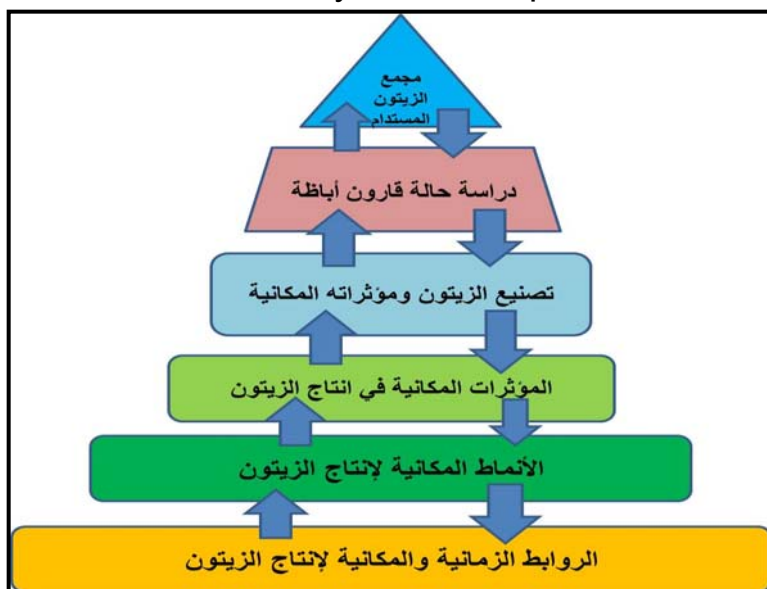 مجمع
الزيتون
المستدام
دراسة حالة قارون أباظة
تصنيع الزيتون ومؤثراته المكانية
المؤثرات المكانية في انتاج الزيتون
الأنماط المكانية لإنتاج الزيتون
الروابط الزمانية والمكانية لإنتاج الزيتون